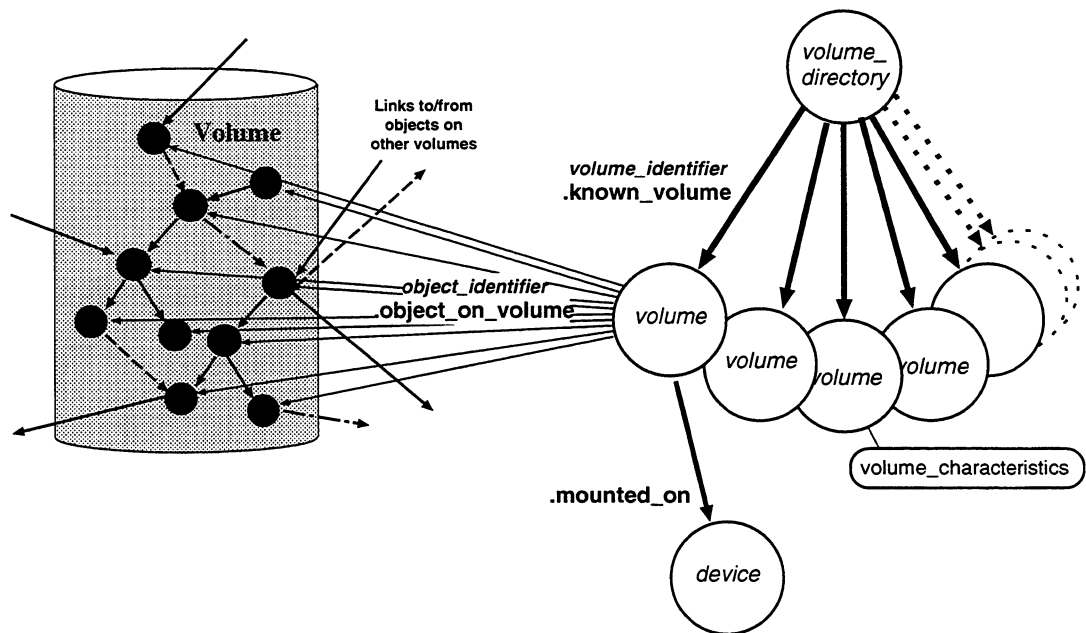 volume_
directory
Links to/from
objects on
other volumes
Volume
volume_identifier
.known_volume
object_identifier
.object_on_volume
volume
volume
volume
volume
volume_characteristics
.mounted_on
device